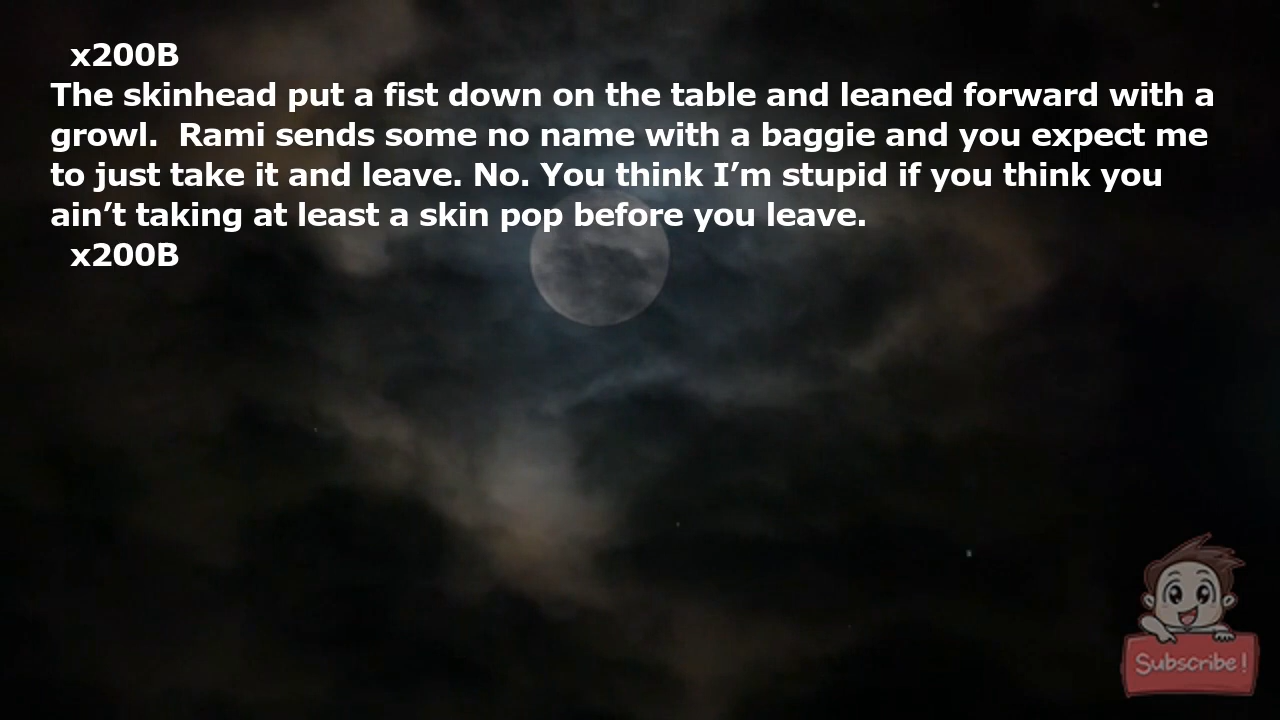 x200B
The skinhead put a fist down on the table and leaned forward with a
growl.  Rami sends some no name with a baggie and you expect me
to just take it and leave. No. You think I’m stupid if you think you
ain’t taking at least a skin pop before you leave.
x200B
Subscribe!